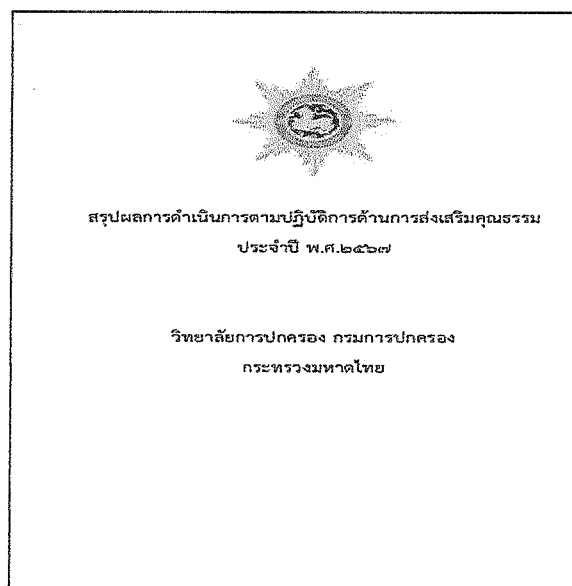 สรุปผลการดำเนินการตามปฏิบัติการด้านการส่งเสริมคุณธรรม
ประจำปี พ.ศ.๒๕๖๗
วิทยาลัยการปกครอง กรมการปกครอง
กระทรวงมหาดไทย